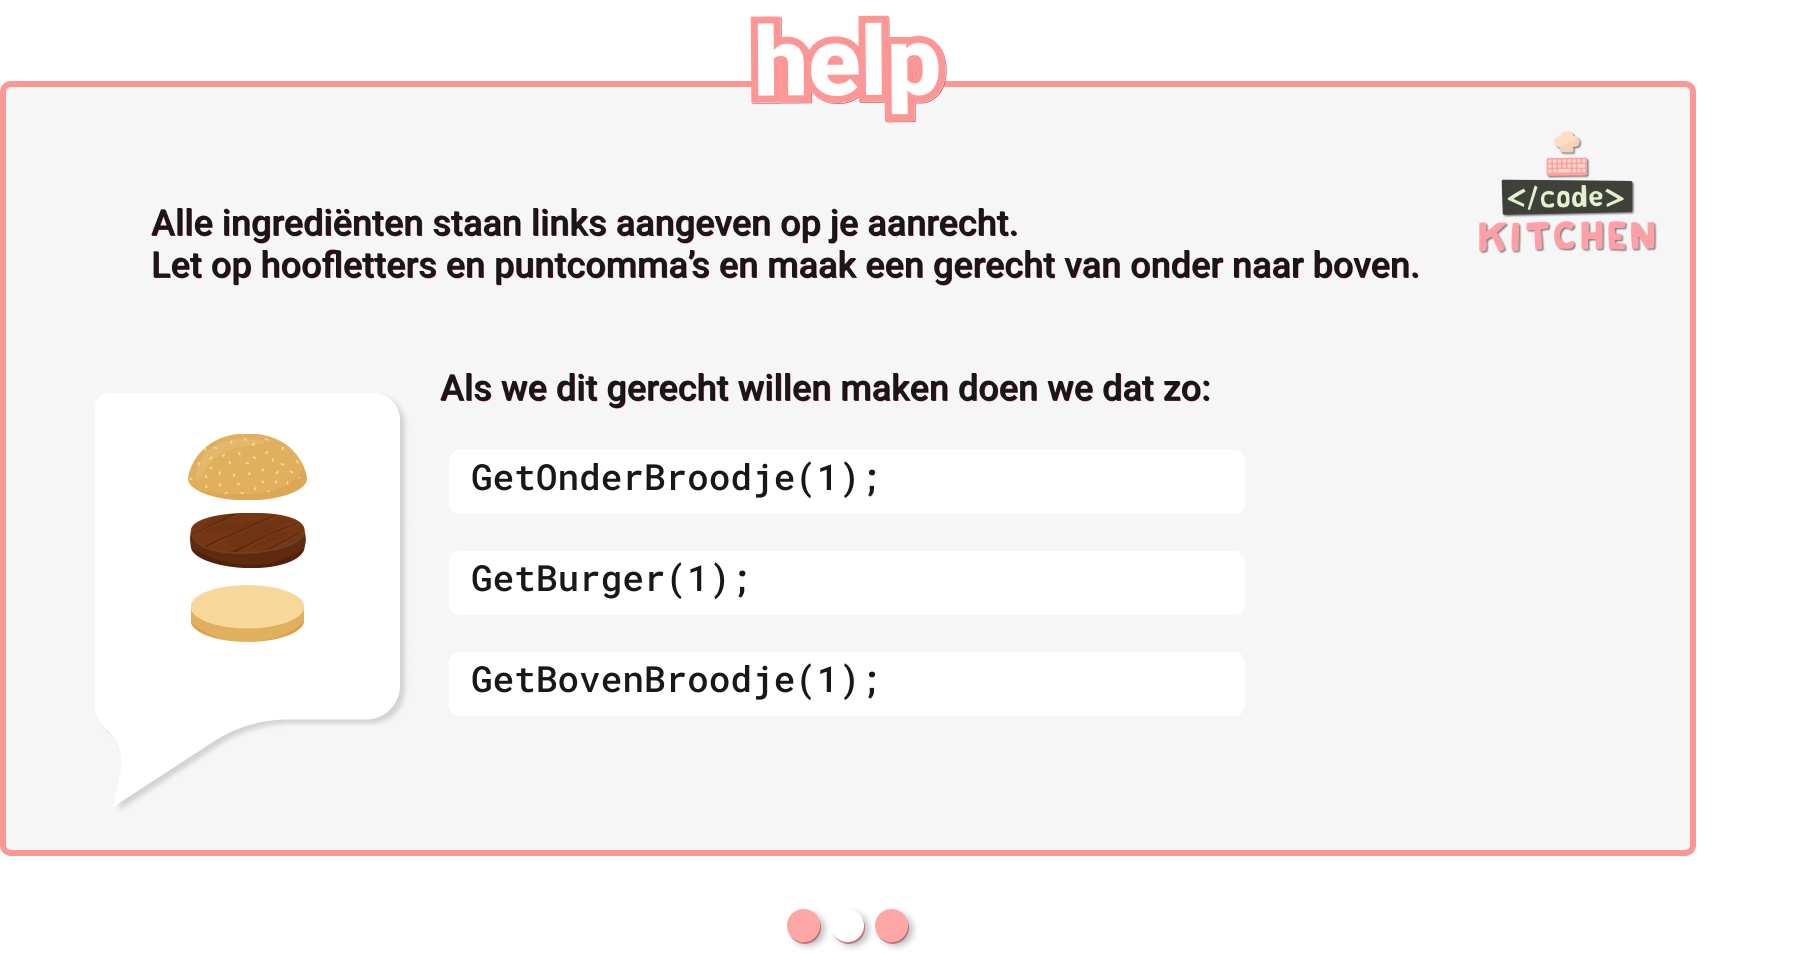 help
</code>
KITCHEN
Alle ingrediënten staan links aangeven op je aanrecht.
Let op hoofletters en puntcomma’s en maak een gerecht van onder naar boven.
Als we dit gerecht willen maken doen we dat zo:
GetOnderBroodje(1);
GetBurger(1);
GetBovenBroodje(1);